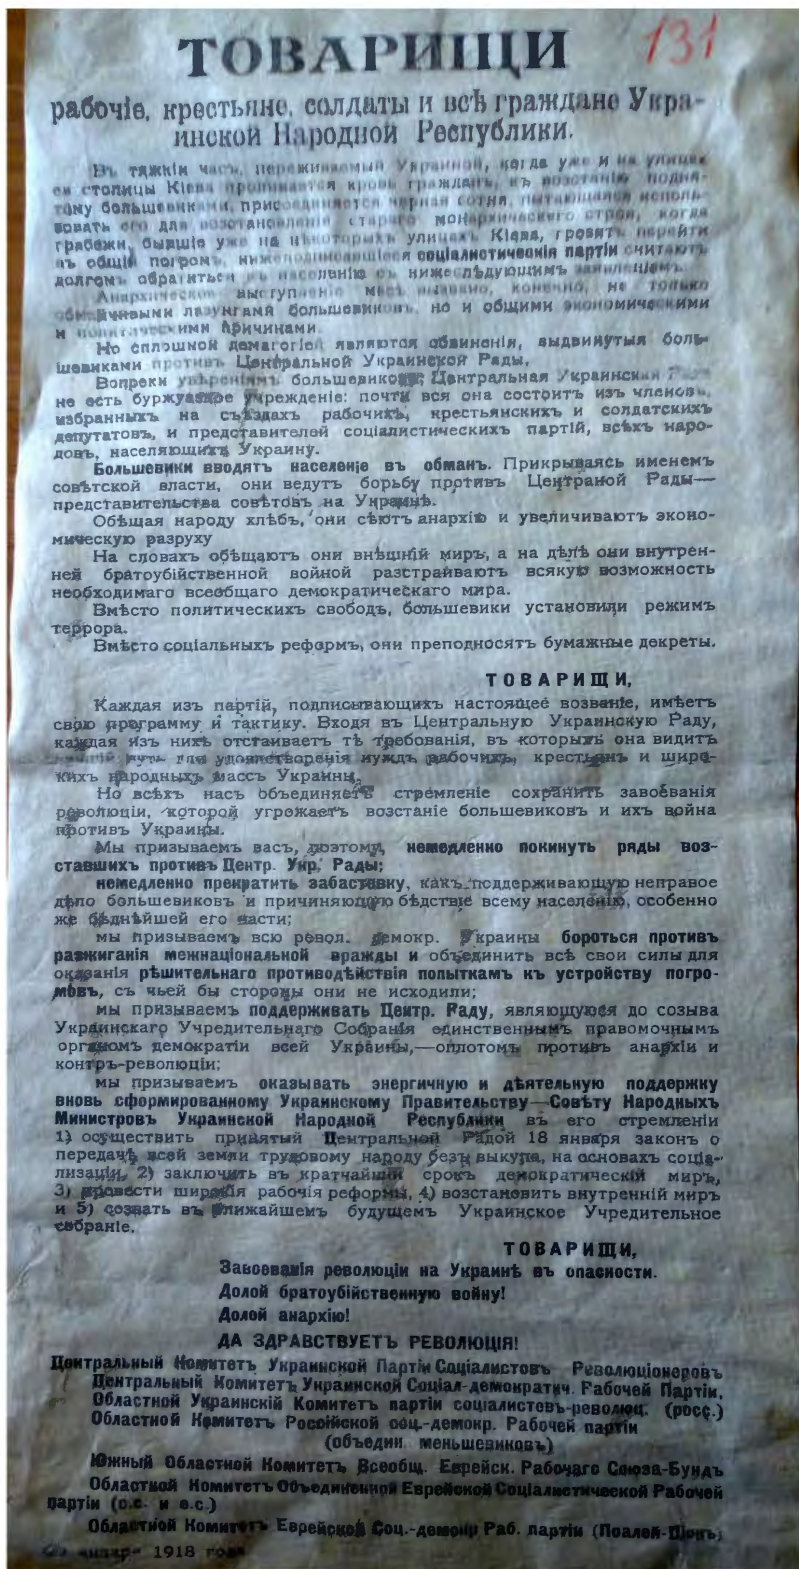 ТОВАРИЩИ
131
рабочіе, крестьяне, солдаты и всѣ граждане Укра-
инской Народной Республики.
Въ тяжкій часъ, переживаемый Украиной, когда уже и на улицах
ея столицы Кіева проливается кровь гражданъ, къ возстанію подня-
тому большевиками, присоединяется черная сотня, пытающаяся исполь-
зовать его для возстановленія стараго монархическаго строя, когда
грабежи, бывшіе уже на нѣкоторыхъ улицахъ Кіева, грозятъ перейти
въ общій погромъ, нижеподписавшіеся соціалистическія партіи считаютъ
долгомъ обратиться къ населенію съ нижеслѣдующимъ заявленіемъ.
Анархическое выступленіе масс вызвано, конечно, не только
обманчивыми лозунгами большевиковъ, но и общими экономическими
и политическими причинами.
Но сплошной демагогіей являются обвиненія, выдвинутыя боль-
шевиками противъ Центральной Украинской Рады.
Вопреки увѣреніямъ большевиковъ, Центральная Украинская Рада
не есть буржуазное учрежденіе: почти вся она состоитъ изъ членовъ,
избранныхъ на съѣздахъ рабочихъ, крестьянскихъ и солдатскихъ
депутатовъ, и представителей соціалистическихъ партій, всѣхъ наро-
довъ, населяющихъ Украину.
Большевики вводятъ населеніе въ обман. Прикрываясь именемъ
совѣтской власти, они ведутъ борьбу противъ Центраной Рады—
представительства совѣтовъ на Украинѣ.
Обѣщая народу хлѣбъ, они сѣютъ анархію и увеличиваютъ эконо-
мическую разруху
На словахъ обѣщаютъ они внѣшній миръ, а на дѣлѣ они внутрен-
ней братоубійственной войной разстраиваютъ всякую возможность
необходимаго всеобщаго демократическаго мира.
Вмѣсто политическихъ свободъ, большевики установили режимъ
террора.
Вмѣсто соціальныхъ реформъ, они преподносятъ бумажные декреты.
ТОВАРИЩИ,
Каждая изъ партій, подписывающихъ настоящее воззваніе, имѣетъ
свою программу и тактику. Входя въ Центральную Украинскую Раду,
каждая изъ нихъ отстаиваетъ тѣ требованія, въ которыхъ она видитъ
лучшій путь для удовлетворенія нуждъ рабочихъ, крестьянъ и широ-
кихъ народныхъ массъ Украины.
Но всѣхъ насъ объединяетъ стремленіе сохранить завоеванія
революціи, которой угрожаетъ возстаніе большевиковъ и ихъ война
противъ Украины.
Мы призываемъ васъ, поэтому, немедленно покинуть ряды воз-
ставшихъ противъ Центр. Укр. Рады;
немедленно прекратить забастовку, какъ поддерживающую неправое
дѣло большевиковъ и причиняющую бѣдствіе всему населенію, особенно
же бѣднѣйшей его части;
мы призываемъ всю револ. демокр. Украины бороться противъ
разжиганія межнаціональной вражды и объединить всѣ свои силы для
оказанія рѣшительнаго противодѣйствія попыткамъ къ устройству погро-
мовъ, съ чьей бы стороны они не исходили;
мы призываемъ поддерживать Центр. Раду, являющуюся до созыва
Украинскаго Учредительнаго Собранія единственнымъ правомочнымъ
органомъ демократіи всей Украины,—оплотомъ противъ анархіи и
контръ-революціи;
мы призываемъ оказывать энергичную и дѣятельную поддержку
вновь сформированному Украинскому Правительству—Совѣту Народныхъ
Министровъ Украинской Народной Республики въ его стремленіи
1) осуществить принятый Центральной Радой 18 января законъ о
передачѣ всей земли трудовому народу безъ выкупа, на основахъ соціа-
лизаціи, 2) заключить въ кратчайшій срокъ демократическій миръ,
3) провести широкія рабочія реформы, 4) возстановить внутренній миръ
и 5) созвать въ ближайшемъ будущемъ Украинское Учредительное
собраніе.
ТОВАРИЩИ,
Завоеванія революціи на Украинѣ въ опасности.
Долой братоубійственную войну!
Долой анархію!
ДА ЗДРАВСТВУЕТЪ РЕВОЛЮЦІЯ!
Центральный Комитетъ Украинской Партіи Соціалистовъ Революціонеровъ
Центральный Комитетъ Украинской Соціал-демократич. Рабочей Партіи,
Областной Украинскій Комитетъ партіи соціалистовъ-революц. (росс.)
Областной Комитетъ Россійской соц.-демокр. Рабочей партіи
(объедин меньшевиковъ)
Южный Областной Комитетъ Всеобщ. Еврейск. Рабочаго Союза-Бундъ
Областной Комитетъ Объединенной Еврейской Соціалистической Рабочей
партіи (с.с. и е.с.)
Областной Комитетъ Еврейской Соц.-демокр Раб. партіи (Поалей-Ціонъ)
января 1918 года